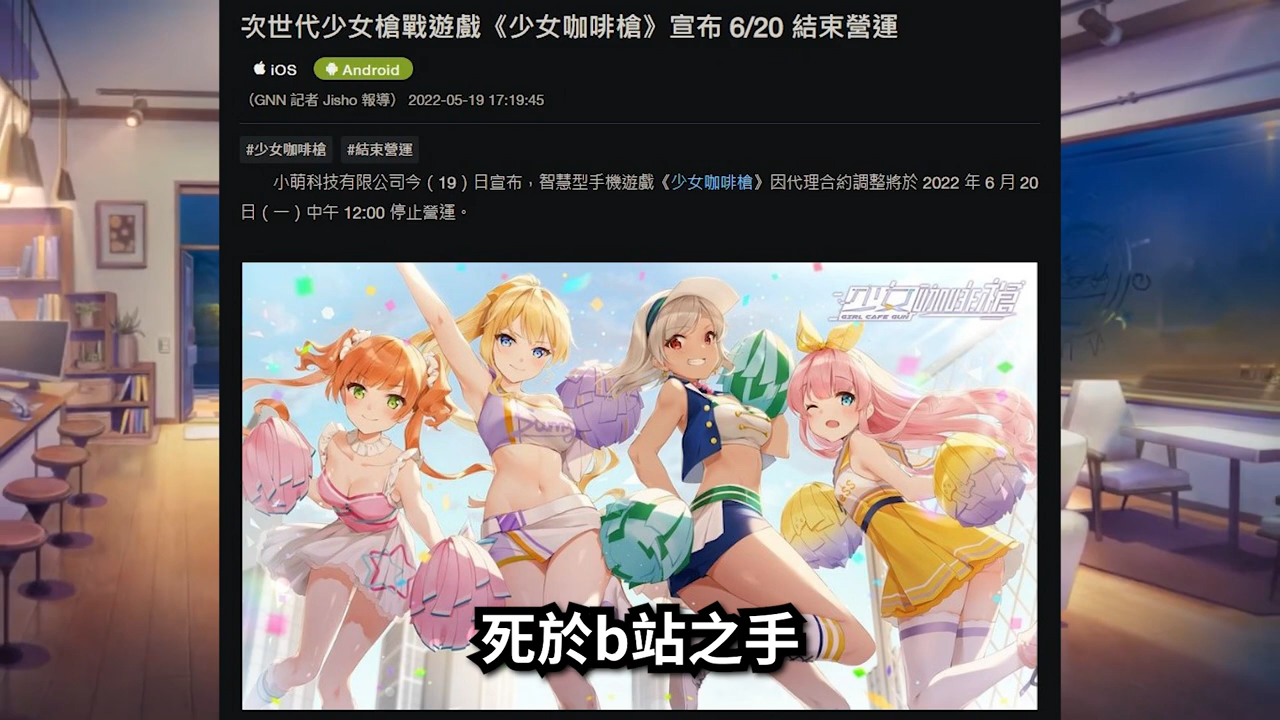 次世代少女槍戰遊戲《少女咖啡槍》宣布 6/20 結束營運
iOS
Android
（GNN 記者 Jisho 報導） 2022-05-19 17:19:45
#少女咖啡槍
#結束營運
小萌科技有限公司今（19）日宣布，智慧型手機遊戲《少女咖啡槍》因代理合約調整將於 2022 年 6 月 20
日（一）中午 12:00 停止營運。
少女咖啡槍
GIRL CAFE GUN
死於b站之手